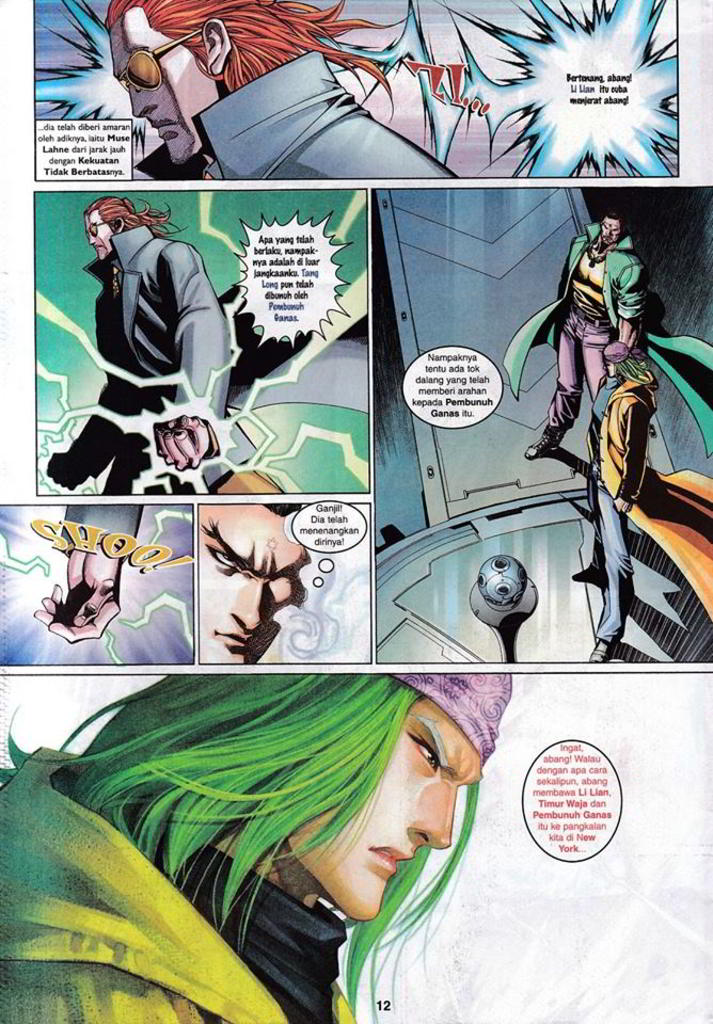 TI...
Bertenang, abang!
Li Lian itu cuba
menjerat abang!
...dia telah diberi amaran
oleh adiknya, iaitu Muse
Lahne dari jarak jauh
dengan Kekuatan
Tidak Berbatasnya.
Apa yang telah
berlaku, nampak-
nya adalah di luar
jangkaanku. Tang
Long pun telah
dibunuh oleh
Pembunuh
Ganas.
Nampaknya
tentu ada tok
dalang yang telah
memberi arahan
kepada Pembunuh
Ganas itu.
SHOO!
Ganjil!
Dia telah
menenangkan
dirinya!
Ingat,
abang! Walau
dengan apa cara
sekalipun, abang
membawa Li Lian,
Timur Waja dan
Pembunuh Ganas
itu ke pangkalan
kita di New
York...
12